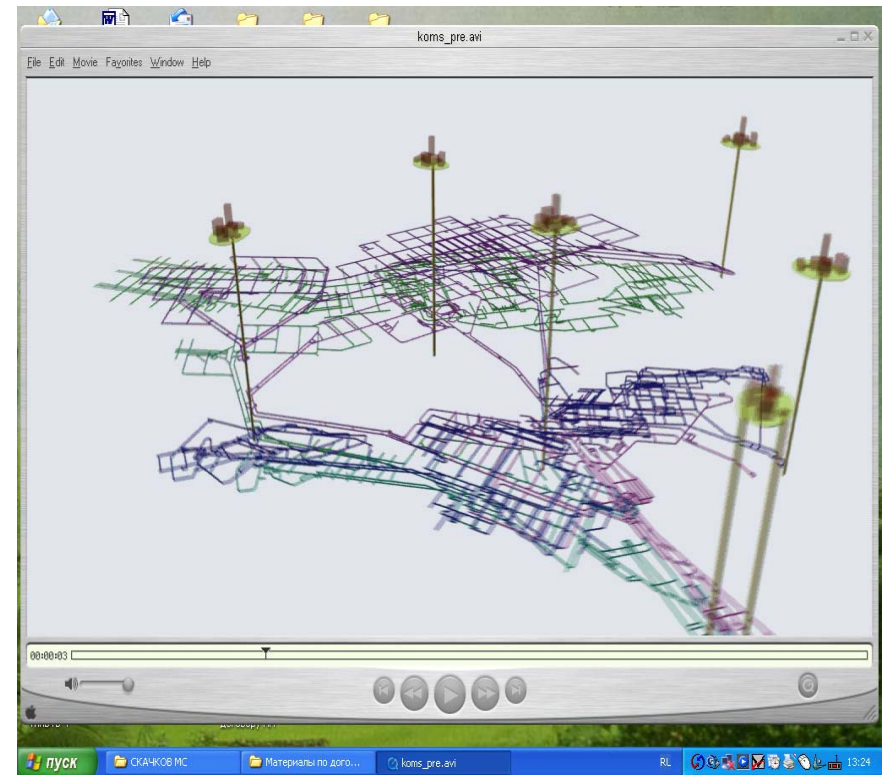 koms_pre.avi
File Edit Movie Favorites Window Help
00:00:03
договору
пуск СКАЧКОВ МС Материалы по дого... koms_pre.avi RL 13:24